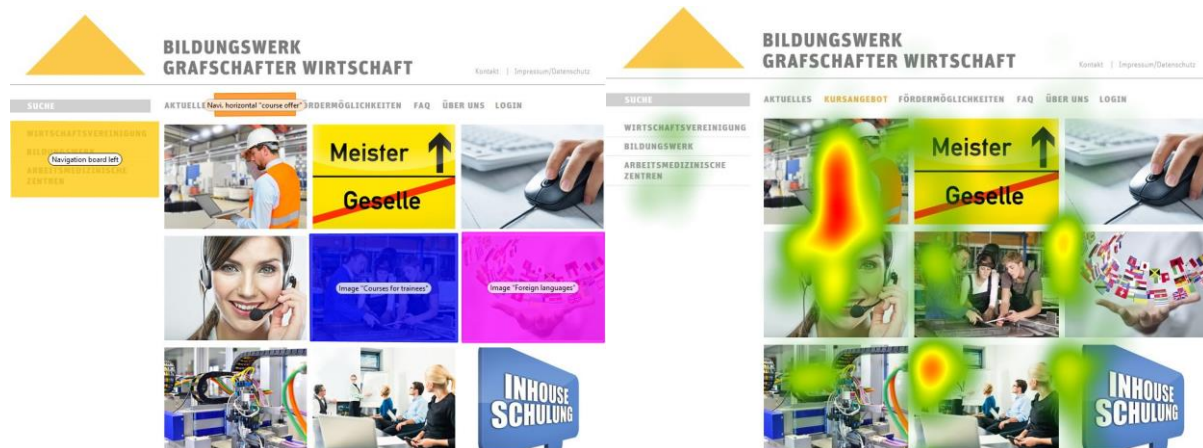 BILDUNGSWERK
GRAFSCHAFTER WIRTSCHAFT
Kontakt | Impressum/Datenschutz
SUCHE
AKTUELLES Navi. horizontal "course offer" FÖRDERMÖGLICHKEITEN FAQ ÜBER UNS LOGIN
WIRTSCHAFTSVEREINIGUNG
BILDUNGSWERK
Navigation board left
ARBEITSMEDIZINISCHE
ZENTREN
Meister
Geselle
Image "Courses for trainees"
Image "Foreign languages"
INHOUSE
SCHULUNG
BILDUNGSWERK
GRAFSCHAFTER WIRTSCHAFT
Kontakt | Impressum/Datenschutz
SUCHE
AKTUELLES KURSANGEBOT FÖRDERMÖGLICHKEITEN FAQ ÜBER UNS LOGIN
WIRTSCHAFTSVEREINIGUNG
BILDUNGSWERK
ARBEITSMEDIZINISCHE
ZENTREN
Meister
Geselle
INHOUSE
SCHULUNG